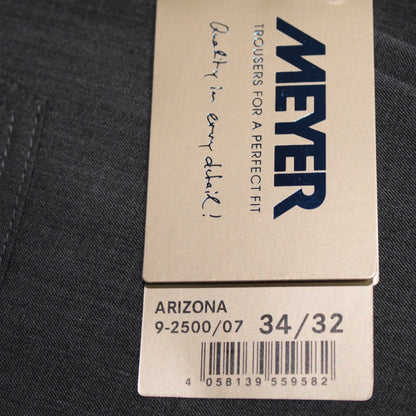 MEYER
TROUSERS FOR A PERFECT FIT
Quality in every detail!
ARIZONA
9-2500/07 34/32
4 058139 559582